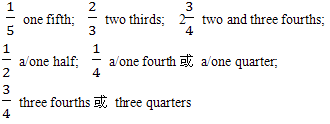 1/5 one fifth; 2/3 two thirds; 2 3/4 two and three fourths;
1/2 a/one half; 1/4 a/one fourth 或 a/one quarter;
3/4 three fourths 或 three quarters